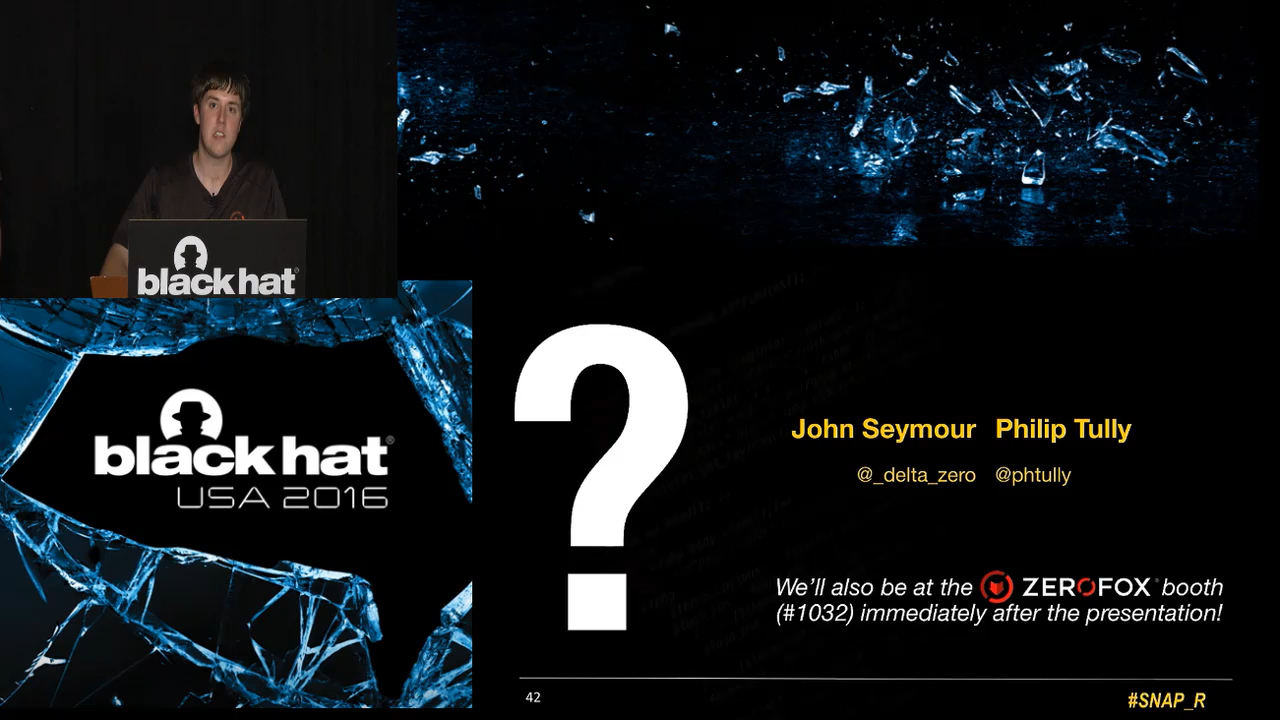 black hat
black hat
USA 2016
?
John Seymour Philip Tully
@_delta_zero @phtully
We'll also be at the ZEROFOX booth
(#1032) immediately after the presentation!
42
#SNAP_R